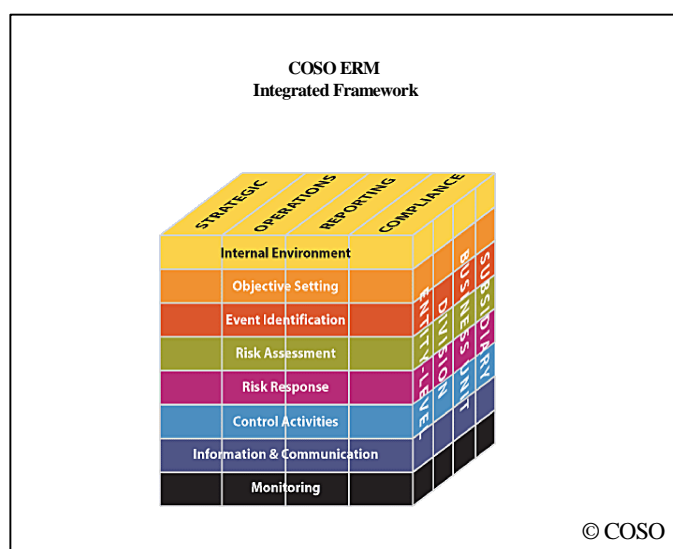 COSO ERM
Integrated Framework
STRATEGIC
OPERATIONS
REPORTING
COMPLIANCE
Internal Environment
Objective Setting
Event Identification
Risk Assessment
Risk Response
Control Activities
Information & Communication
Monitoring
ENTITY-LEVEL
DIVISION
BUSINESS UNIT
SUBSIDIARY
© COSO